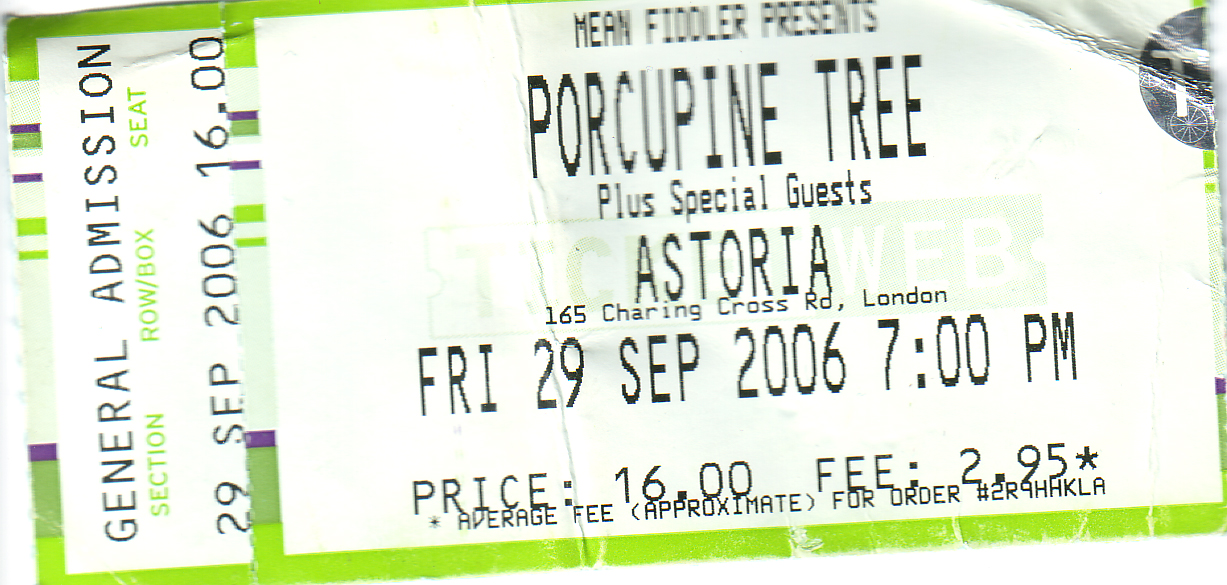 GENERAL ADMISSION
SECTION ROW/BOX SEAT
29 SEP 2006 16.00
MEAN FIDDLER PRESENTS
PORCUPINE TREE
Plus Special Guests
TICKETWEB
ASTORIA
165 Charing Cross Rd, London
FRI 29 SEP 2006 7:00 PM
PRICE: 16.00 FEE: 2.95*
* AVERAGE FEE (APPROXIMATE) FOR ORDER #2R9HHKLA